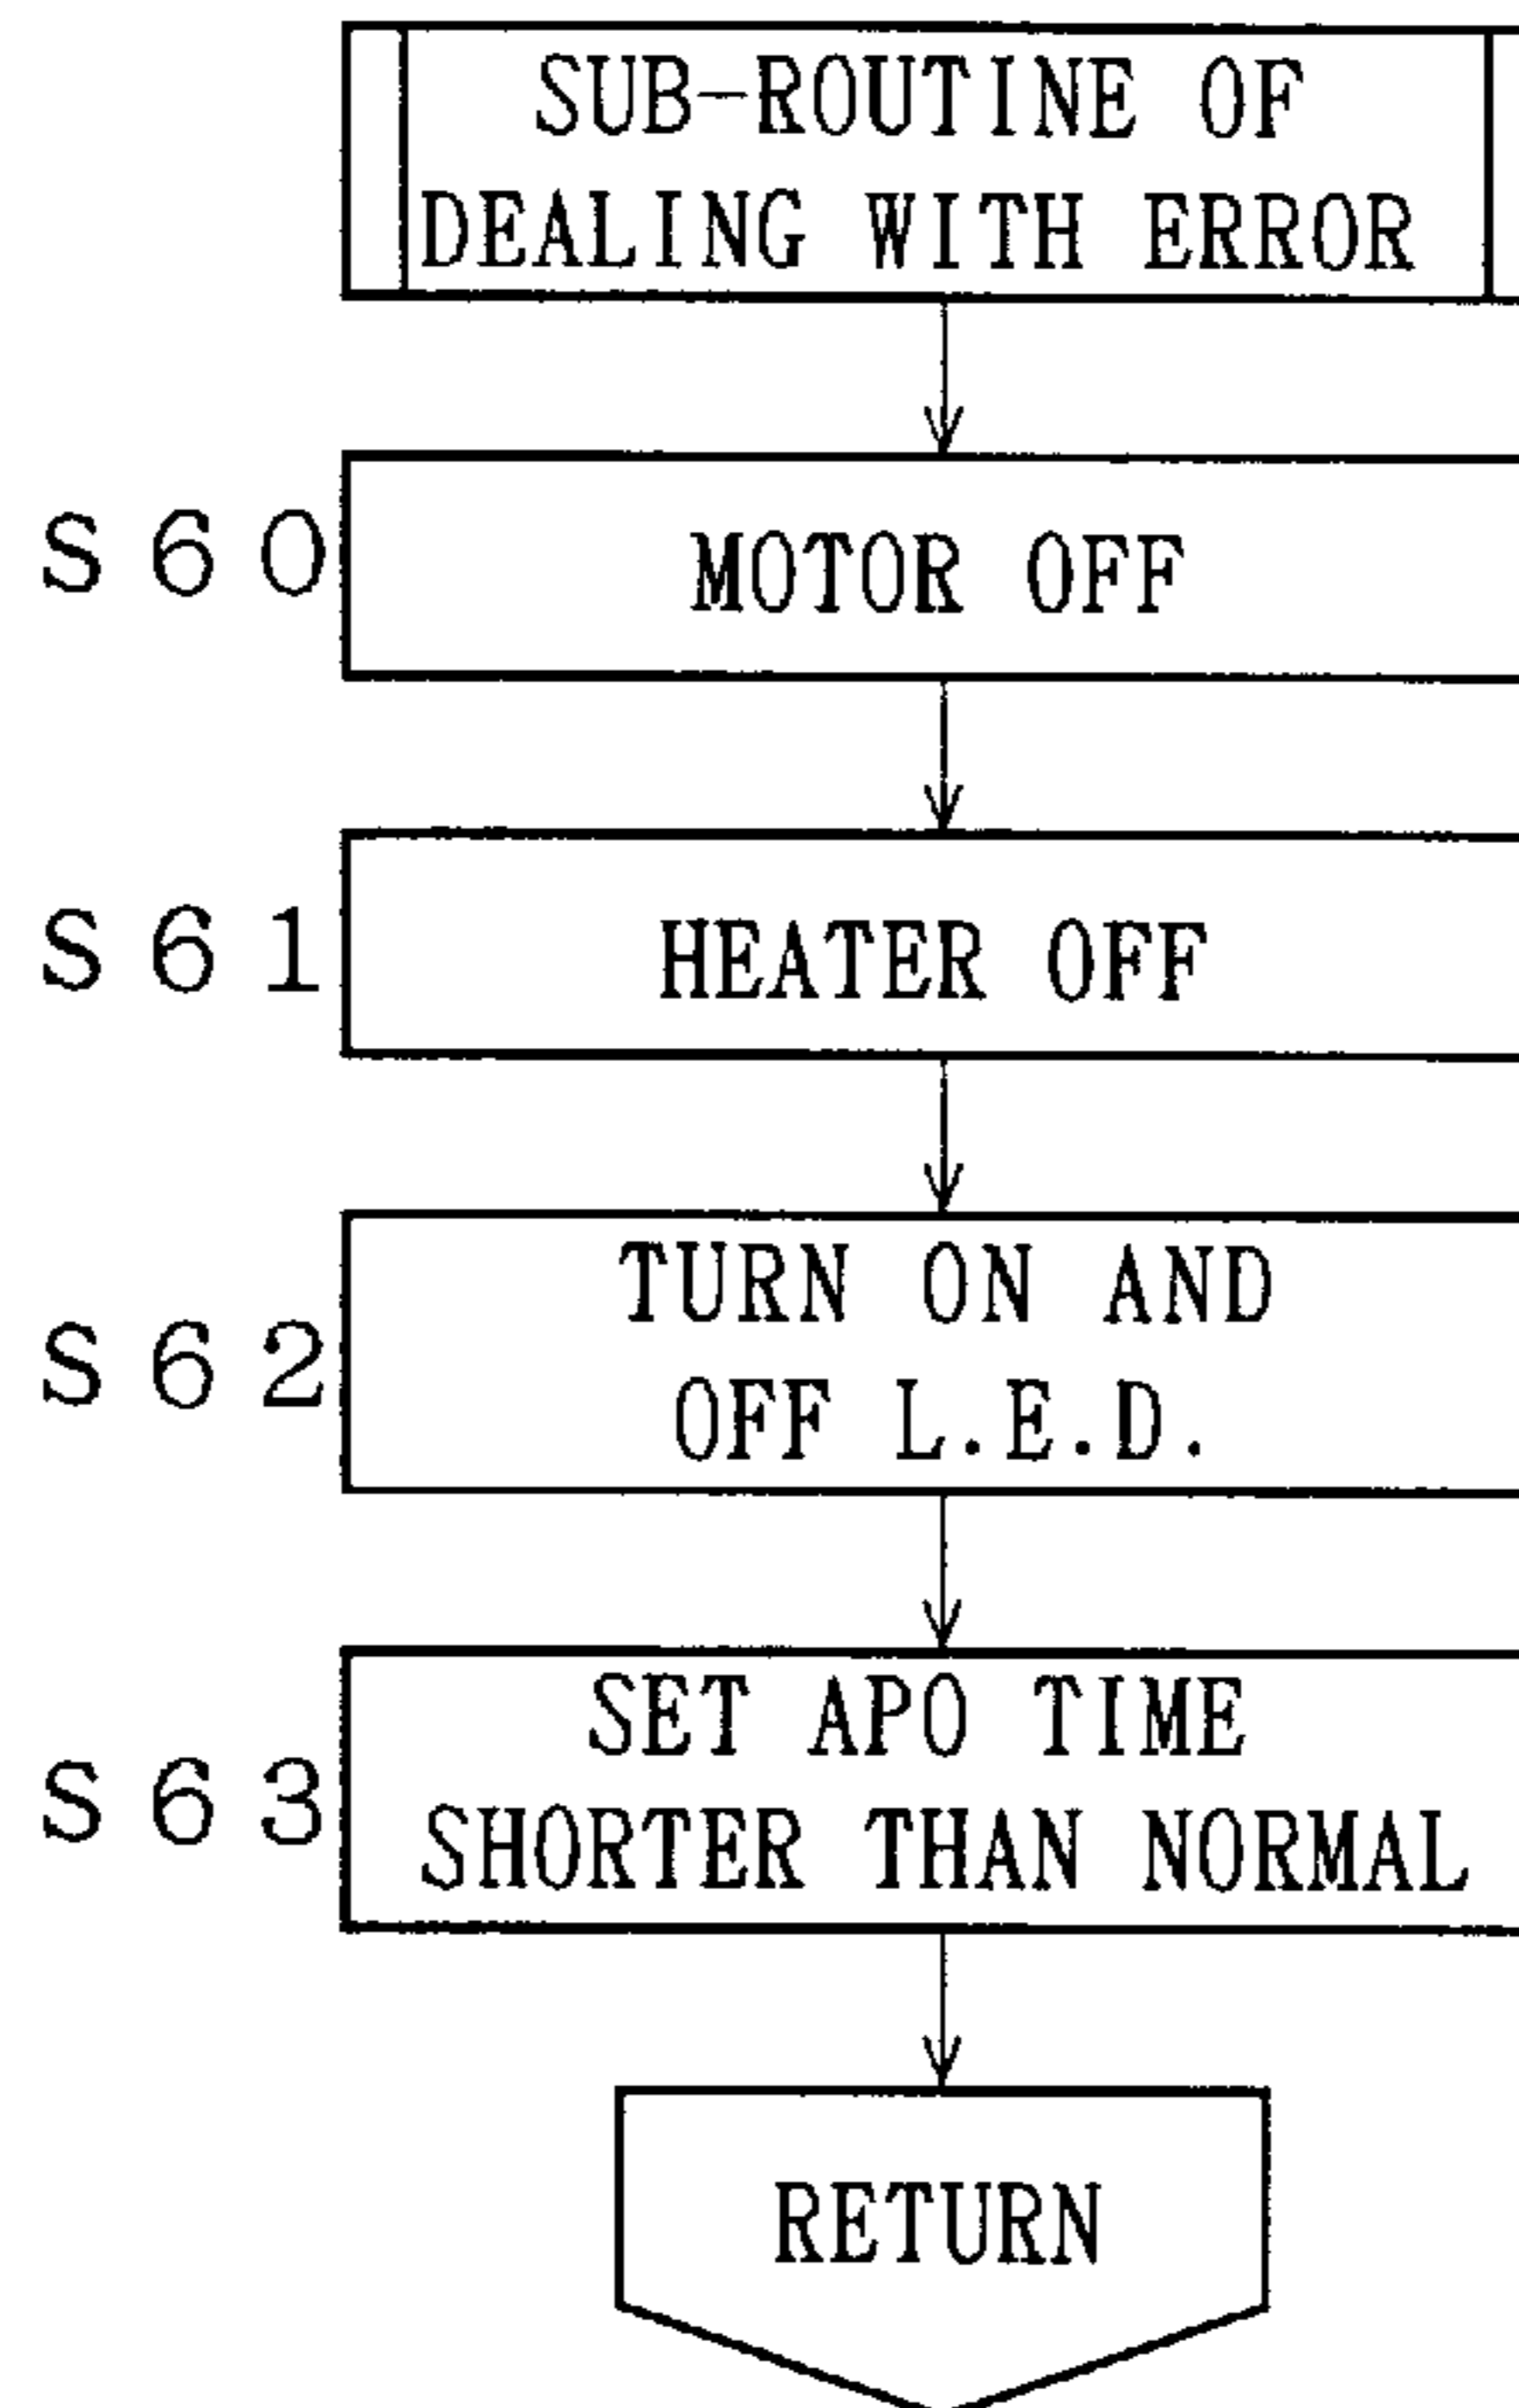 SUB-ROUTINE OF
DEALING WITH ERROR
S60
MOTOR OFF
S61
HEATER OFF
S62
TURN ON AND
OFF L.E.D.
S63
SET APO TIME
SHORTER THAN NORMAL
RETURN